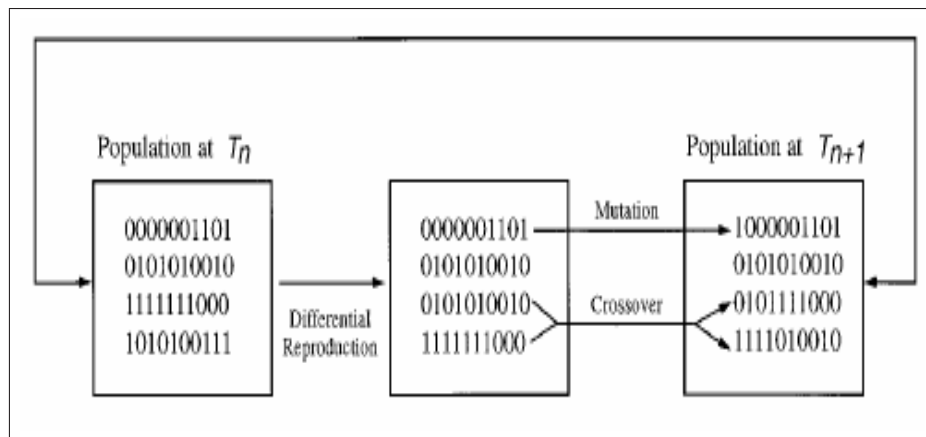 Population at Tn
Population at Tn+1
0000001101
0101010010
1111111000
1010100111
Differential
Reproduction
0000001101
0101010010
0101010010
1111111000
Mutation
Crossover
1000001101
0101010010
0101111000
1111010010